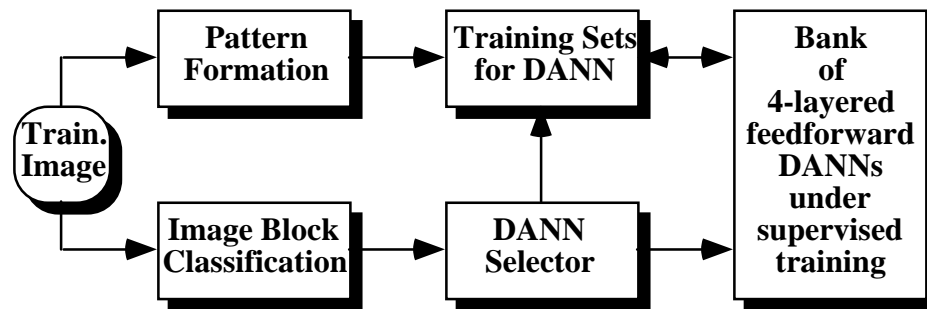 Train.
Image
Pattern
Formation
Training Sets
for DANN
Image Block
Classification
DANN
Selector
Bank
of
4-layered
feedforward
DANNs
under
supervised
training